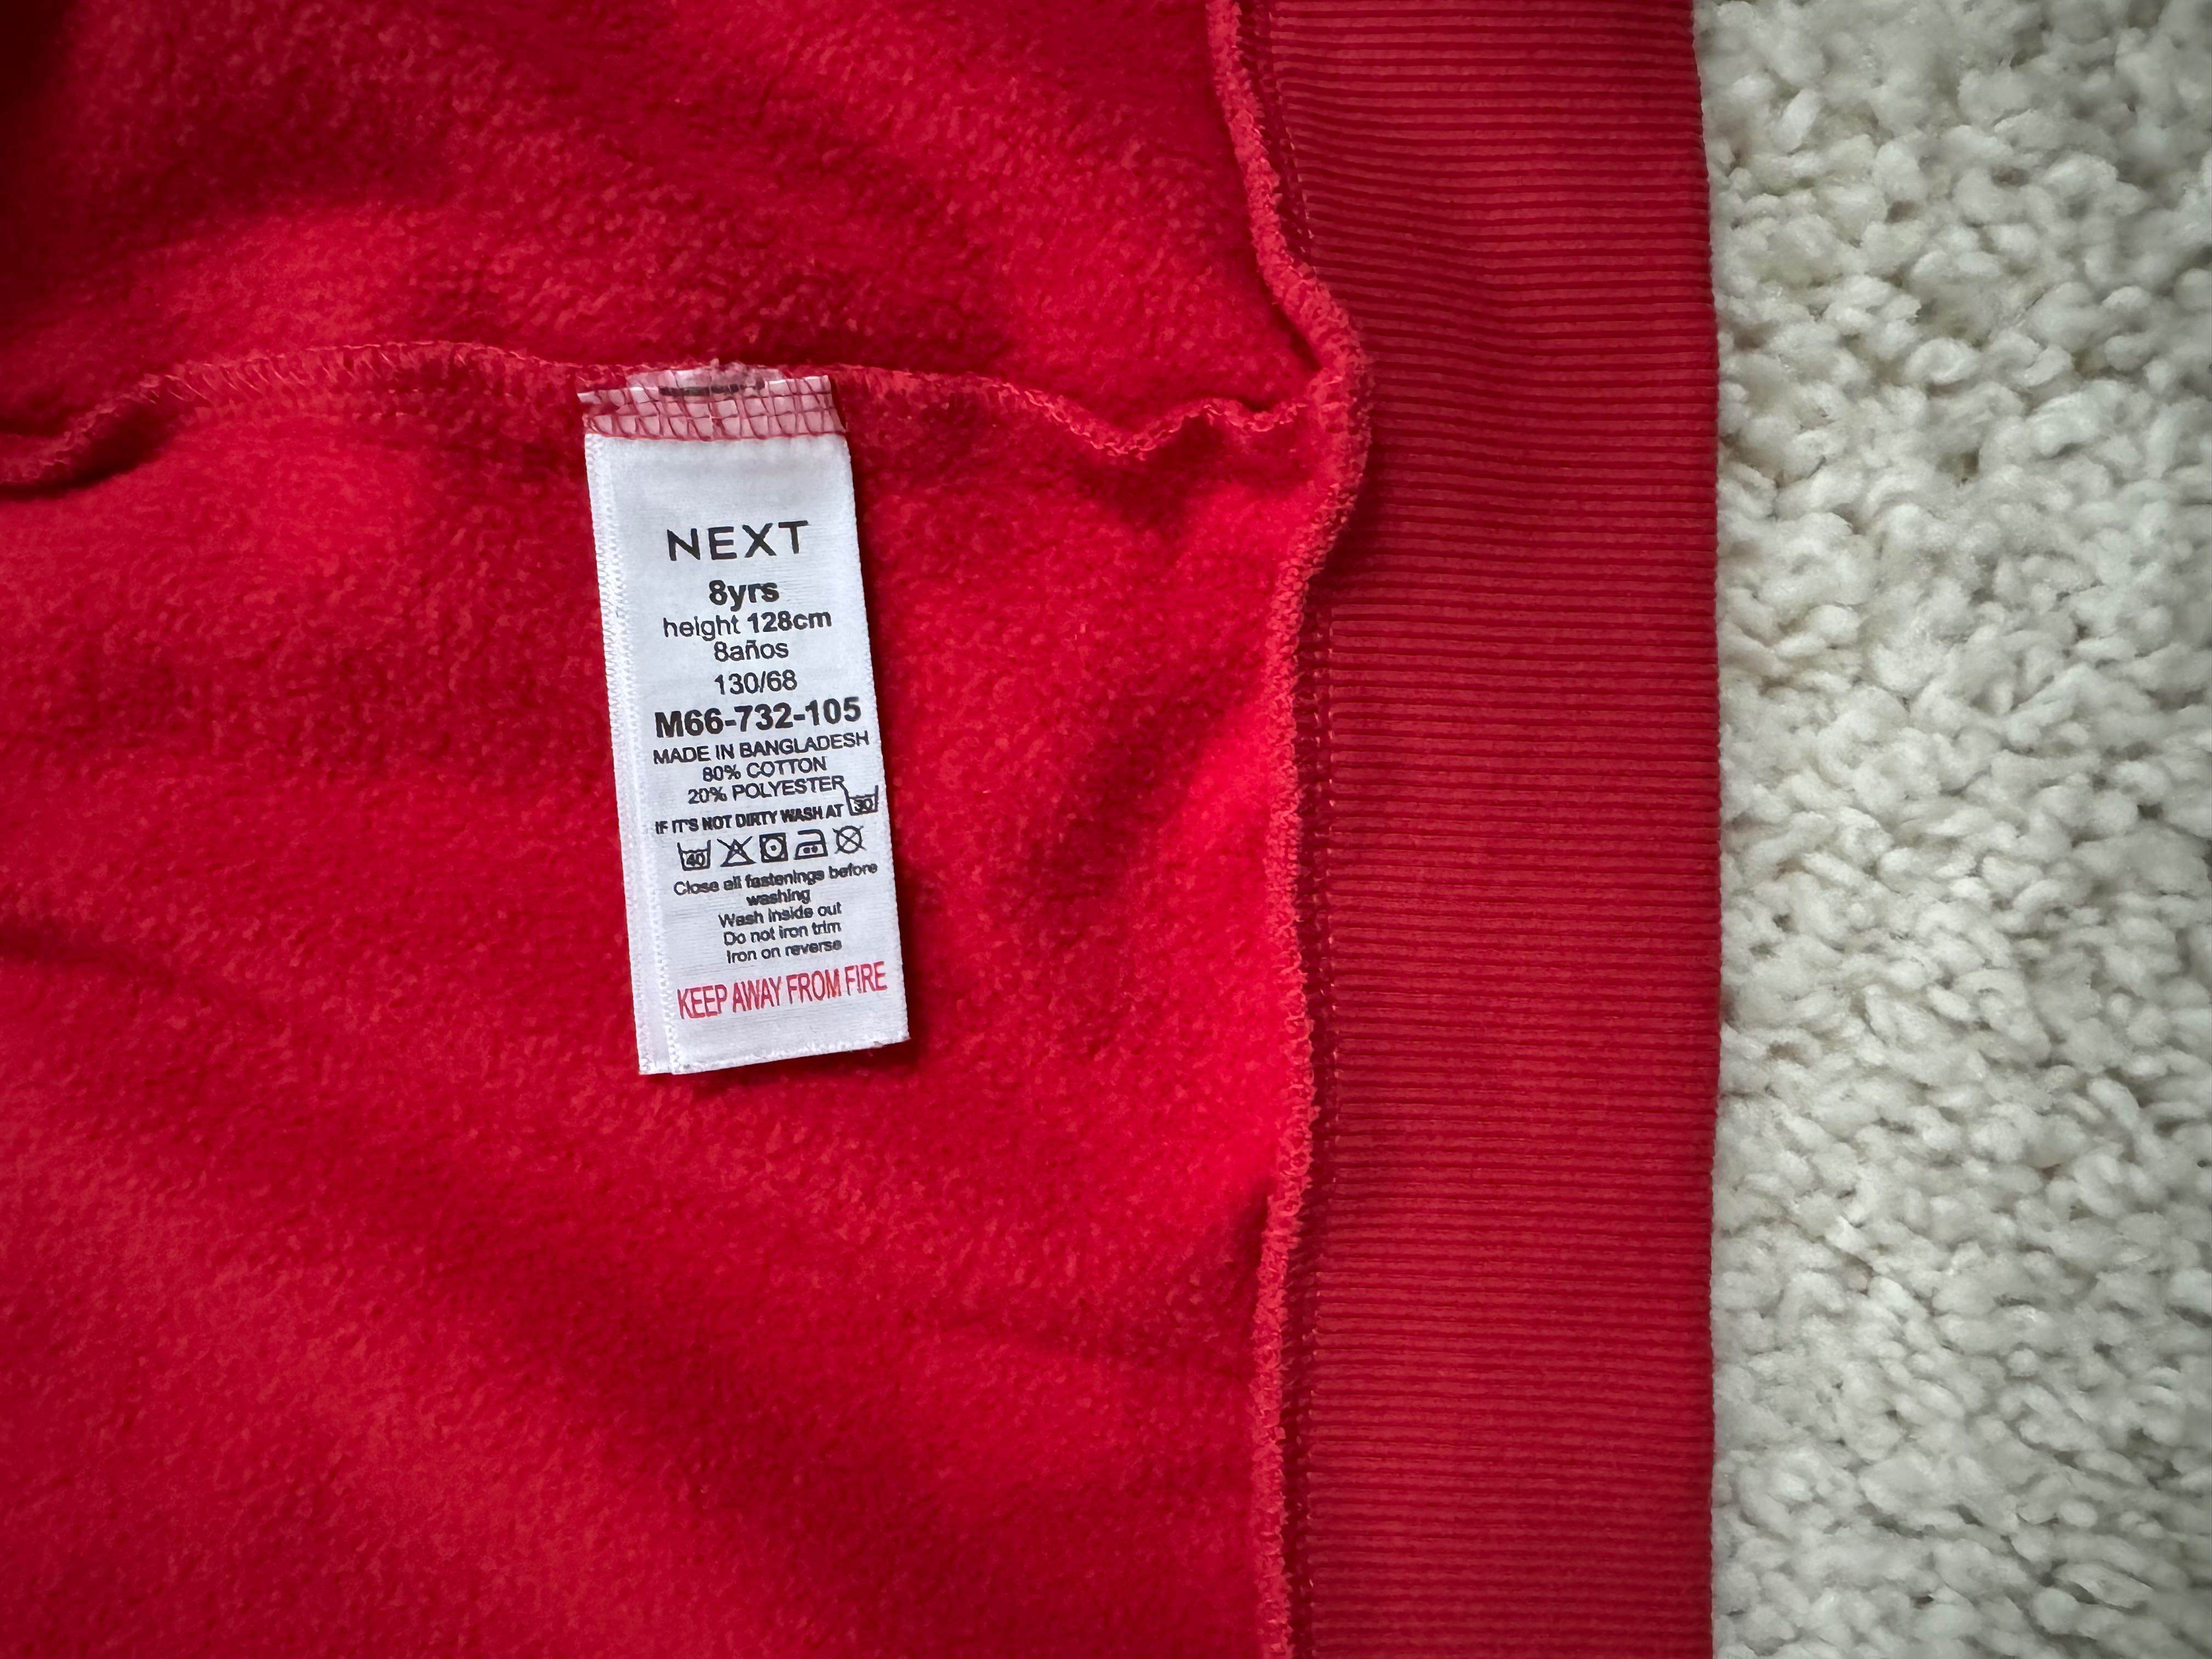 NEXT
8yrs
height 128cm
8años
130/68
M66-732-105
MADE IN BANGLADESH
80% COTTON
20% POLYESTER
IF IT'S NOT DIRTY WASH AT 30
40
Close all fastenings before
washing
Wash inside out
Do not iron trim
Iron on reverse
KEEP AWAY FROM FIRE